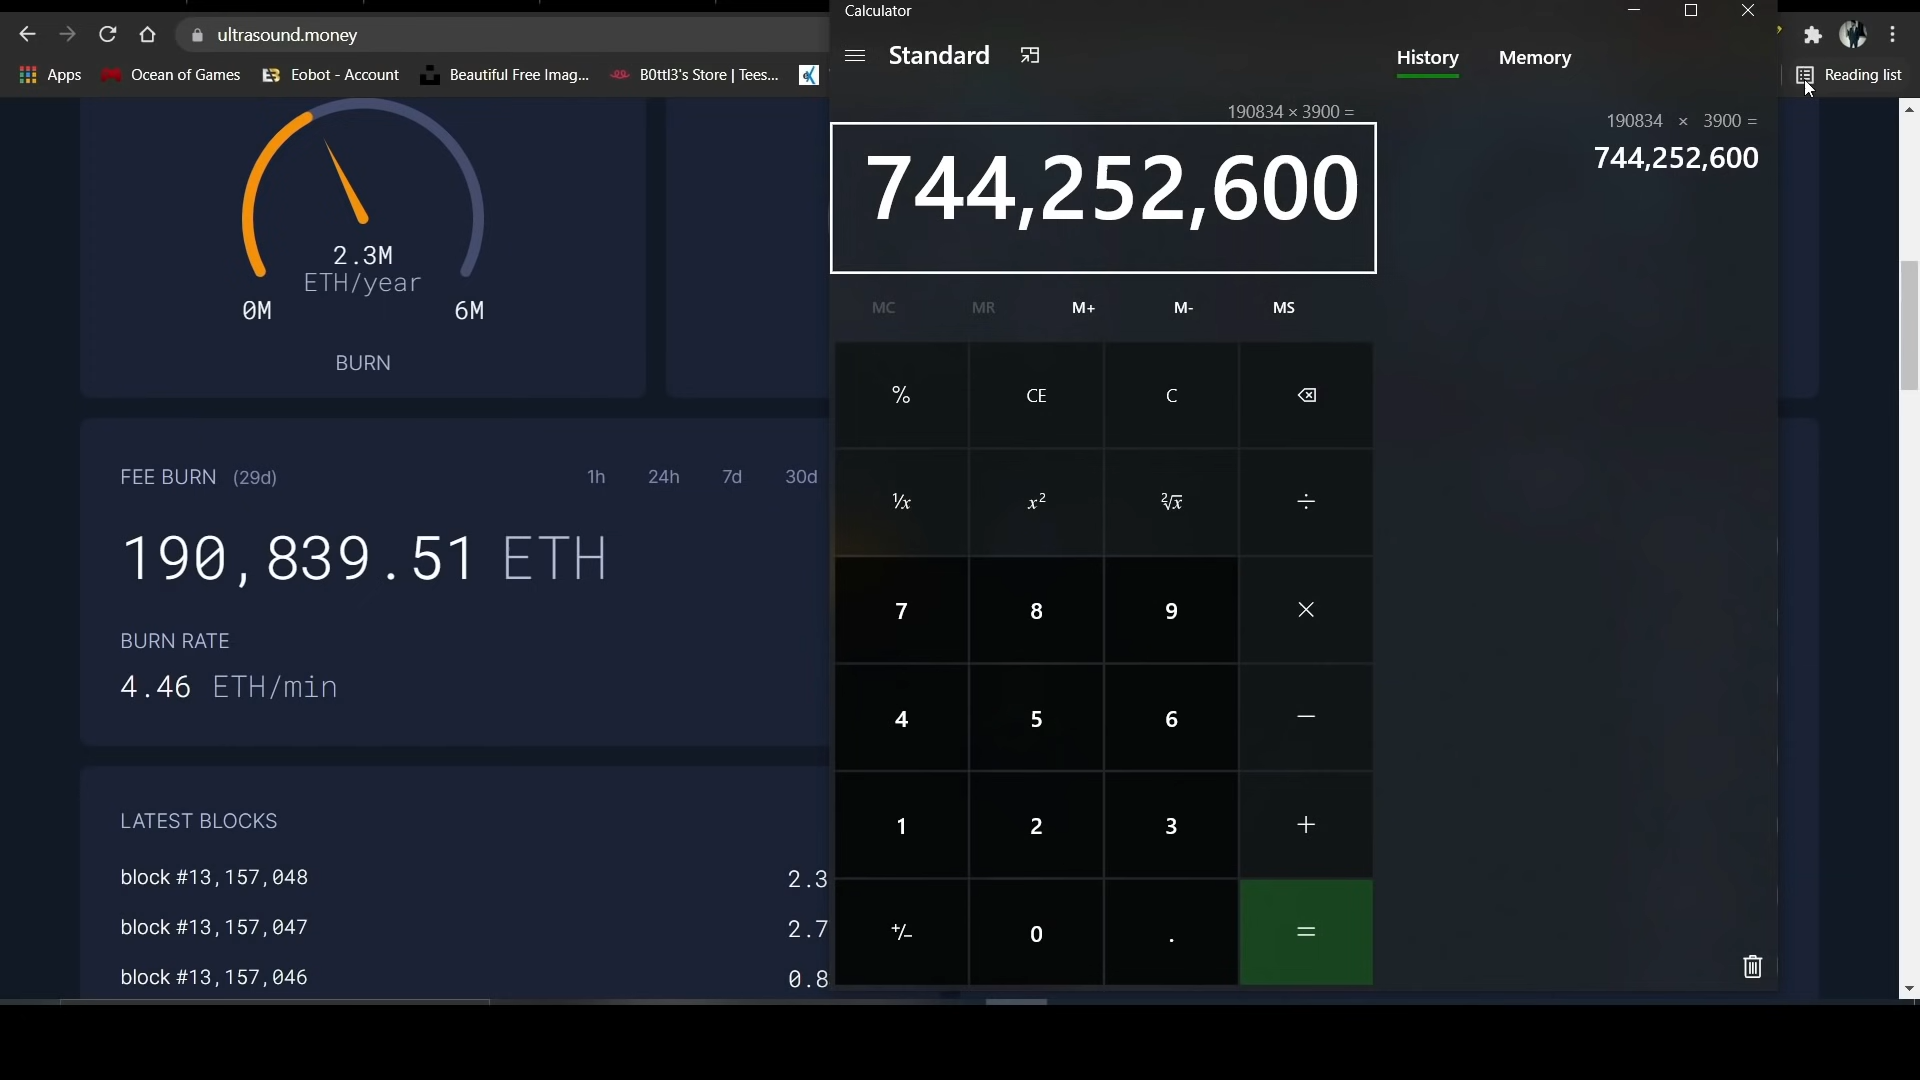 ultrasound.money
Apps
Ocean of Games
Eobot - Account
Beautiful Free Imag...
B0ttl3's Store | Tees...
Reading list
2.3M
ETH/year
0M
6M
BURN
FEE BURN (29d)
1h 24h 7d 30d
190,839.51 ETH
BURN RATE
4.46 ETH/min
LATEST BLOCKS
block #13,157,048 2.3
block #13,157,047 2.7
block #13,157,046 0.8
Calculator
Standard
History Memory
190834 × 3900 =
744,252,600
190834 × 3900 =
744,252,600
MC MR M+ M- MS
% CE C
1/x x² ²√x ÷
7 8 9 ×
4 5 6 −
1 2 3 +
+/− 0 . =